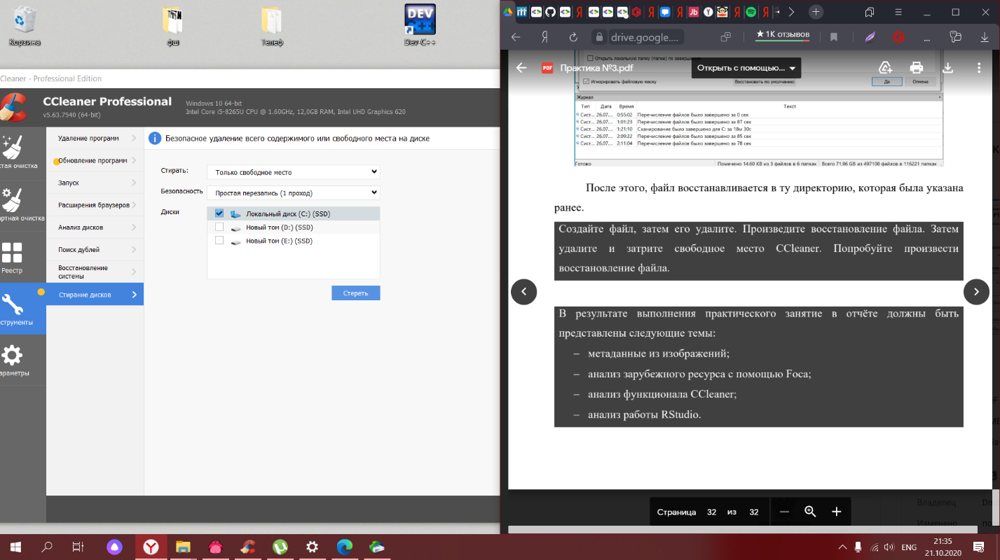 Корзина
фш
Телеф
DEV
Dev-C++
Cleaner - Professional Edition
CCleaner Professional
v5.63.7540 (64-bit)
Windows 10 64-bit
Intel Core i5-8265U CPU @ 1.60GHz, 12,0GB RAM, Intel UHD Graphics 620
стая очистка
артная очистка
Реестр
струменты
араметры
Удаление программ
Обновление программ
Запуск
Расширения браузеров
Анализ дисков
Поиск дублей
Восстановление
системы
Стирание дисков
Безопасное удаление всего содержимого или свободного места на диске
Стирать:
Только свободное место
Безопасность
Простая перезапись (1 проход)
Диски
Локальный диск (C:) (SSD)
Новый том (D:) (SSD)
Новый том (E:) (SSD)
Стереть
drive.google....
★ 1K отзывов
PDF
Практика №3.pdf
Открыть с помощью...
Открыть локальную папку (папки) по завершению
Игнорировать файловую маску
Восстановить по умолчанию
Да
Отмена
Журнал
Тип Дата Время Текст
Сист... 26.07.... 0:55:02 Перечисление файлов было завершено за 0 сек
Сист... 26.07.... 1:01:23 Перечисление файлов было завершено за 87 сек
Сист... 26.07.... 1:21:10 Сканирование было завершено для C: за 18м 30с
Сист... 26.07.... 2:09:22 Перечисление файлов было завершено за 85 сек
Сист... 26.07.... 2:11:04 Перечисление файлов было завершено за 78 сек
Готово
Помечено 14.60 KB из 3 файлов в 6 папках
Всего 71.96 GB из 497108 файлов в 116221 папках
После этого, файл восстанавливается в ту директорию, которая была указана
ранее.
Создайте файл, затем его удалите. Произведите восстановление файла. Затем
удалите и затрите свободное место CCleaner. Попробуйте произвести
восстановление файла.
В результате выполнения практического занятие в отчёте должны быть
представлены следующие темы:
– метаданные из изображений;
– анализ зарубежного ресурса с помощью Foca;
– анализ функционала CCleaner;
– анализ работы RStudio.
Страница 32 из 32
Владелец
Изменено
ENG
21:35
21.10.2020